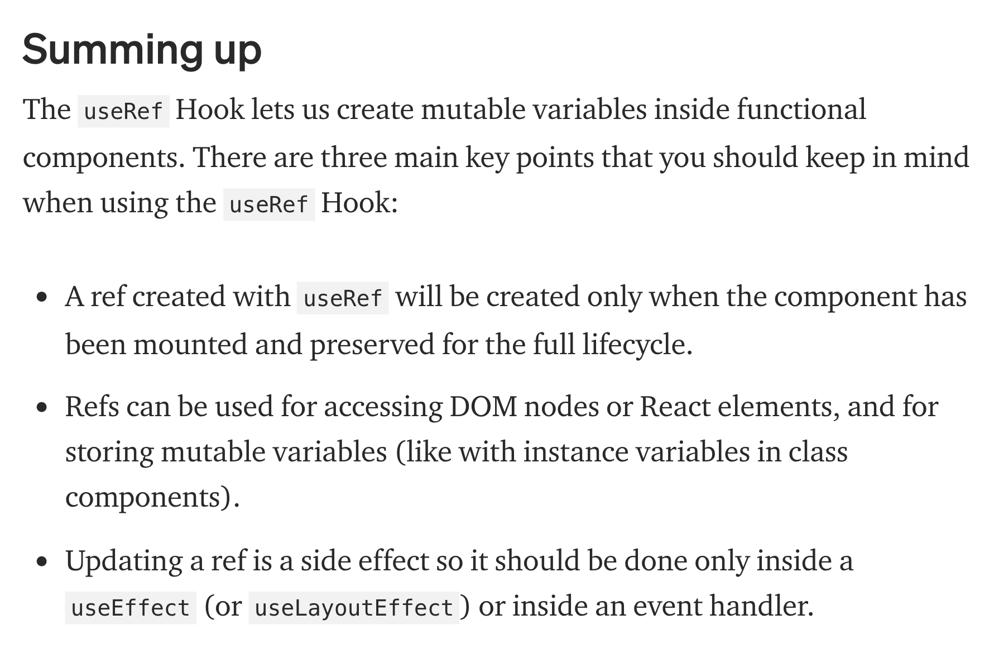 Summing up
The useRef Hook lets us create mutable variables inside functional
components. There are three main key points that you should keep in mind
when using the useRef Hook:
• A ref created with useRef will be created only when the component has
been mounted and preserved for the full lifecycle.
• Refs can be used for accessing DOM nodes or React elements, and for
storing mutable variables (like with instance variables in class
components).
• Updating a ref is a side effect so it should be done only inside a
useEffect (or useLayoutEffect) or inside an event handler.